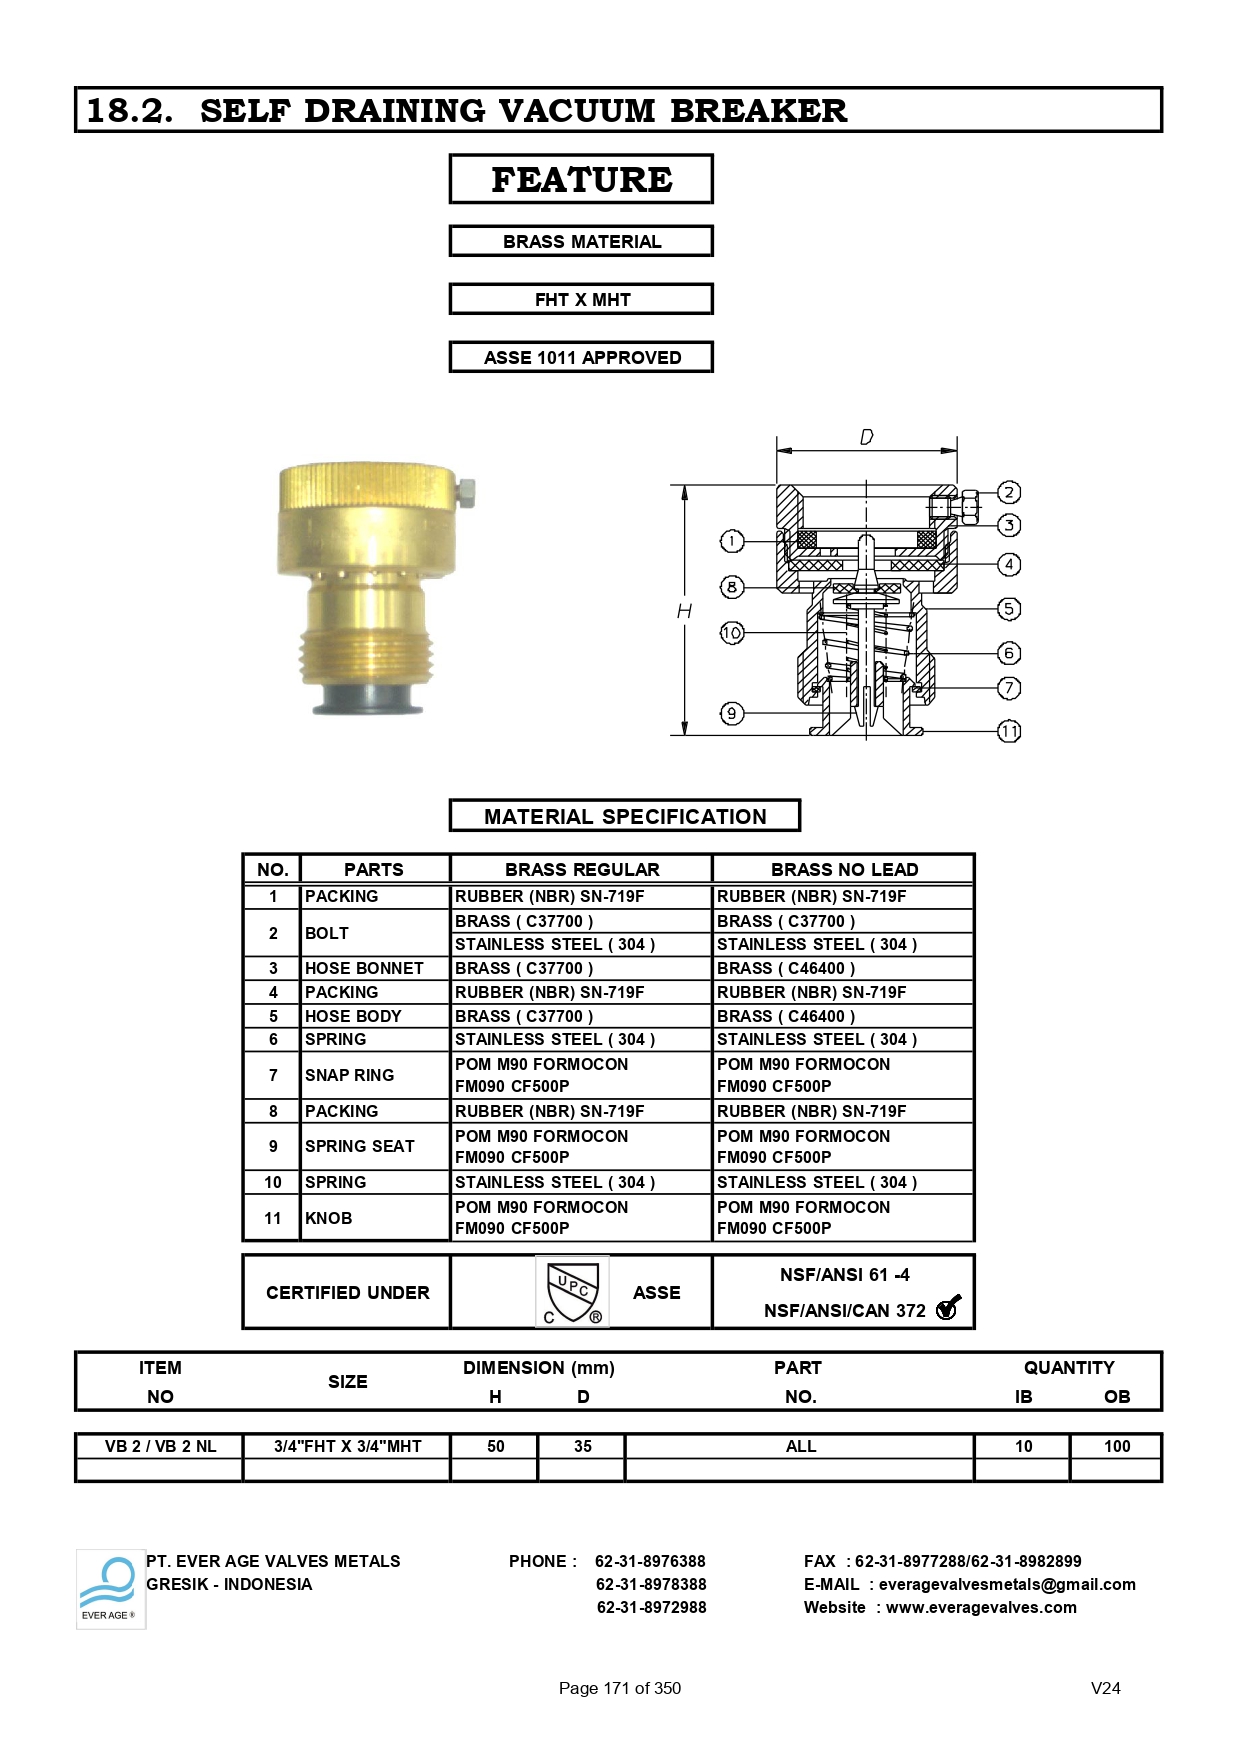 18.2. SELF DRAINING VACUUM BREAKER
FEATURE
BRASS MATERIAL
FHT X MHT
ASSE 1011 APPROVED
D
H
1
8
10
9
2
3
4
5
6
7
11
MATERIAL SPECIFICATION
NO. PARTS BRASS REGULAR BRASS NO LEAD
1 PACKING RUBBER (NBR) SN-719F RUBBER (NBR) SN-719F
2 BOLT BRASS ( C37700 ) BRASS ( C37700 )
STAINLESS STEEL ( 304 ) STAINLESS STEEL ( 304 )
3 HOSE BONNET BRASS ( C37700 ) BRASS ( C46400 )
4 PACKING RUBBER (NBR) SN-719F RUBBER (NBR) SN-719F
5 HOSE BODY BRASS ( C37700 ) BRASS ( C46400 )
6 SPRING STAINLESS STEEL ( 304 ) STAINLESS STEEL ( 304 )
7 SNAP RING POM M90 FORMOCON POM M90 FORMOCON
FM090 CF500P FM090 CF500P
8 PACKING RUBBER (NBR) SN-719F RUBBER (NBR) SN-719F
9 SPRING SEAT POM M90 FORMOCON POM M90 FORMOCON
FM090 CF500P FM090 CF500P
10 SPRING STAINLESS STEEL ( 304 ) STAINLESS STEEL ( 304 )
11 KNOB POM M90 FORMOCON POM M90 FORMOCON
FM090 CF500P FM090 CF500P
CERTIFIED UNDER UPC C ® ASSE NSF/ANSI 61 -4
NSF/ANSI/CAN 372
ITEM SIZE DIMENSION (mm) PART QUANTITY
NO H D NO. IB OB
VB 2 / VB 2 NL 3/4"FHT X 3/4"MHT 50 35 ALL 10 100
PT. EVER AGE VALVES METALS PHONE : 62-31-8976388 FAX : 62-31-8977288/62-31-8982899
GRESIK - INDONESIA 62-31-8978388 E-MAIL : everagevalvesmetals@gmail.com
EVER AGE ® 62-31-8972988 Website : www.everagevalves.com
Page 171 of 350 V24